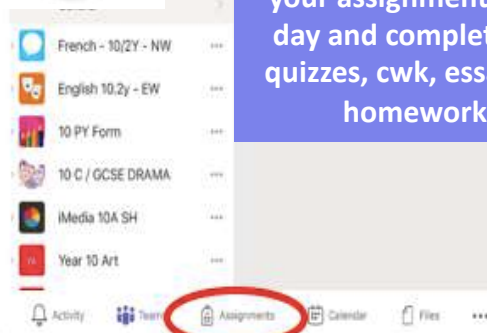 your assignment
day and complet
quizzes, cwk, ess
homework
French - 10/2Y - NW
English 10.2y - EW
10 PY Form
10 C / GCSE DRAMA
iMedia 10A SH
Year 10 Art
Activity
Team
Assignments
Calendar
Files